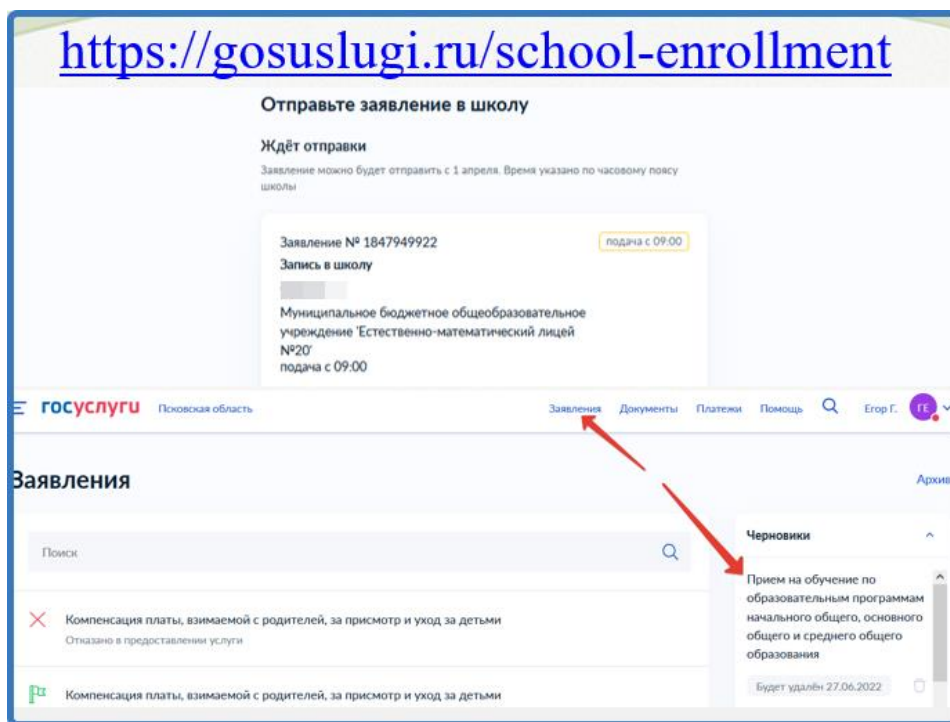 https://gosuslugi.ru/school-enrollment
Отправьте заявление в школу
Ждёт отправки
Заявление можно будет отправить с 1 апреля. Время указано по часовому поясу
школы
Заявление № 1847949922
подача с 09:00
Запись в школу
Муниципальное бюджетное общеобразовательное
учреждение 'Естественно-математический лицей
№20'
подача с 09:00
госуслуги Псковская область Заявления Документы Платежи Помощь Егор Г. ГЕ
Заявления
Архив
Поиск
Компенсация платы, взимаемой с родителей, за присмотр и уход за детьми
Отказано в предоставлении услуги
Компенсация платы, взимаемой с родителей, за присмотр и уход за детьми
Черновики
Прием на обучение по
образовательным программам
начального общего, основного
общего и среднего общего
образования
Будет удалён 27.06.2022